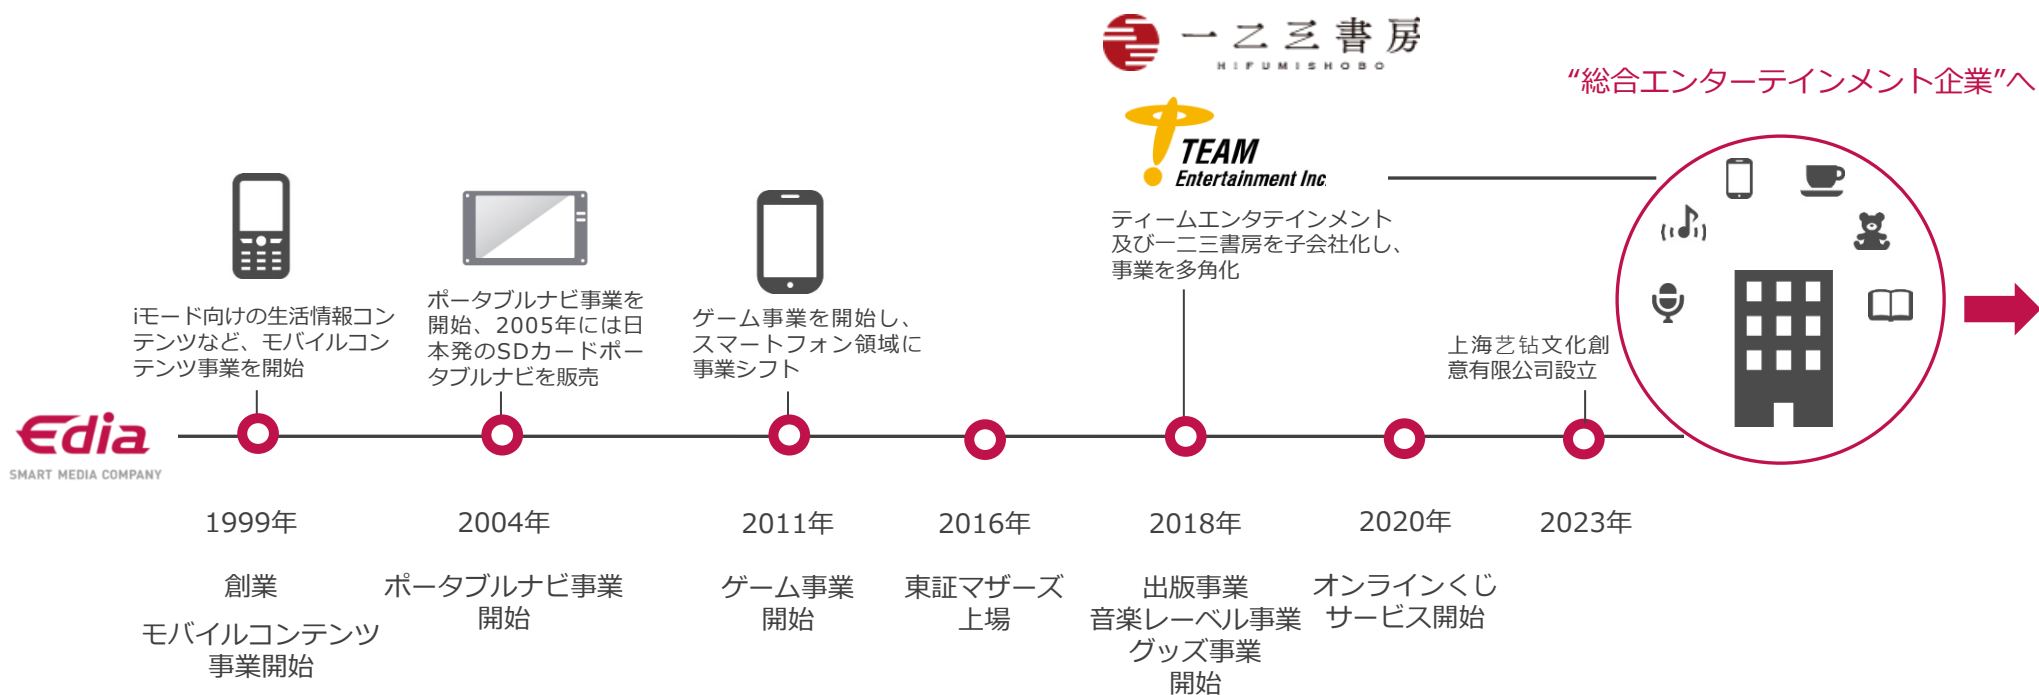 一二三書房
HIFUMISHOBO
“総合エンターテインメント企業”へ
TEAM
Entertainment Inc.
ティームエンタテインメント
及び一二三書房を子会社化し、
事業を多角化
iモード向けの生活情報コン
テンツなど、モバイルコン
テンツ事業を開始
ポータブルナビ事業を
開始、2005年には日
本発のSDカードポー
タブルナビを販売
ゲーム事業を開始し、
スマートフォン領域に
事業シフト
上海艺钻文化創
意有限公司設立
Edia
SMART MEDIA COMPANY
1999年
創業
モバイルコンテンツ
事業開始
2004年
ポータブルナビ事業
開始
2011年
ゲーム事業
開始
2016年
東証マザーズ
上場
2018年
出版事業
音楽レーベル事業
グッズ事業
開始
2020年
オンラインくじ
サービス開始
2023年